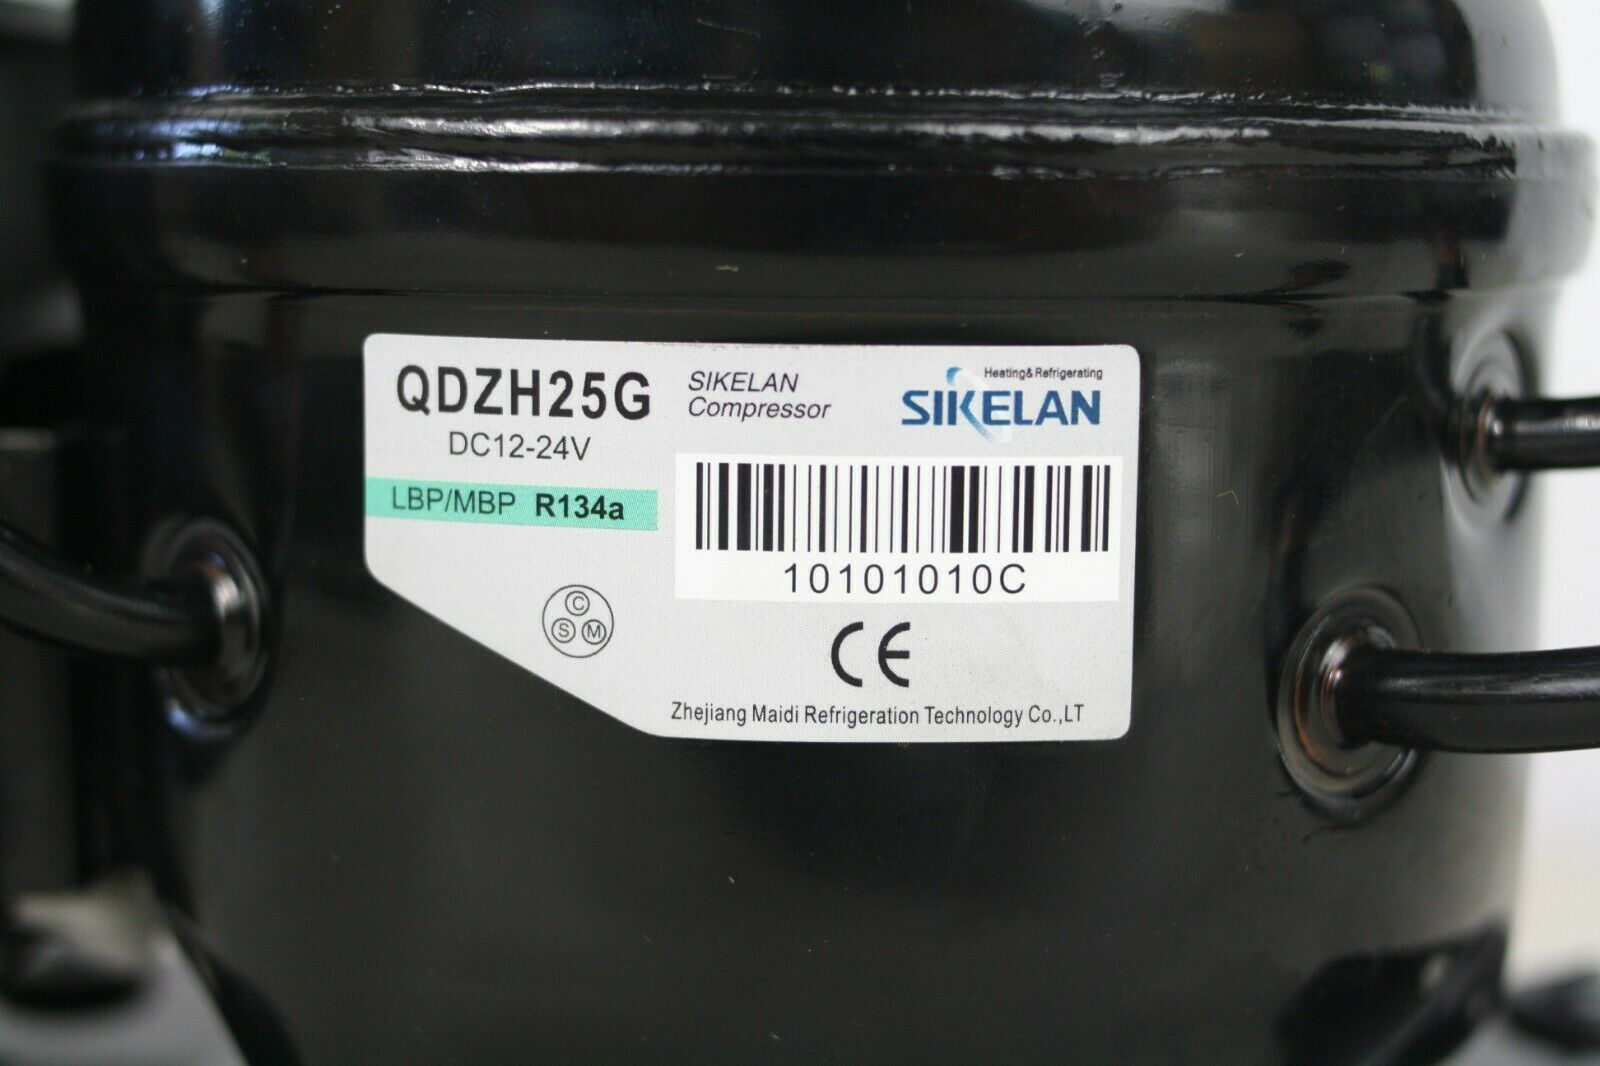 QDZH25G
DC12-24V
LBP/MBP R134a
SIKELAN
Compressor
Heating&Refrigerating
SIKELAN
10101010C
C
S M
CE
Zhejiang Maidi Refrigeration Technology Co.,LT